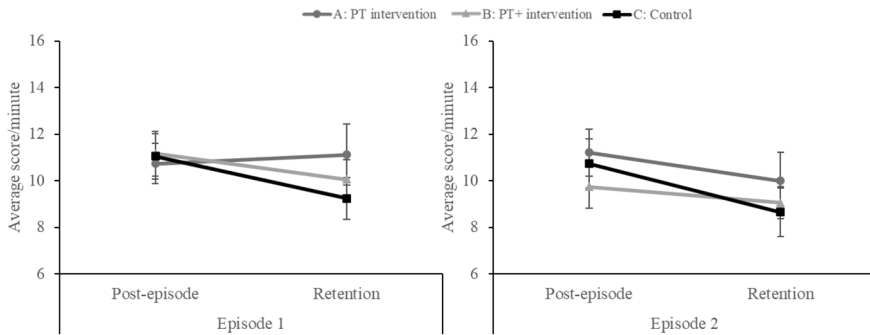 A: PT intervention B: PT+ intervention C: Control
Average score/minute
16
14
12
10
8
6
Post-episode Retention
Episode 1
Average score/minute
16
14
12
10
8
6
Post-episode Retention
Episode 2